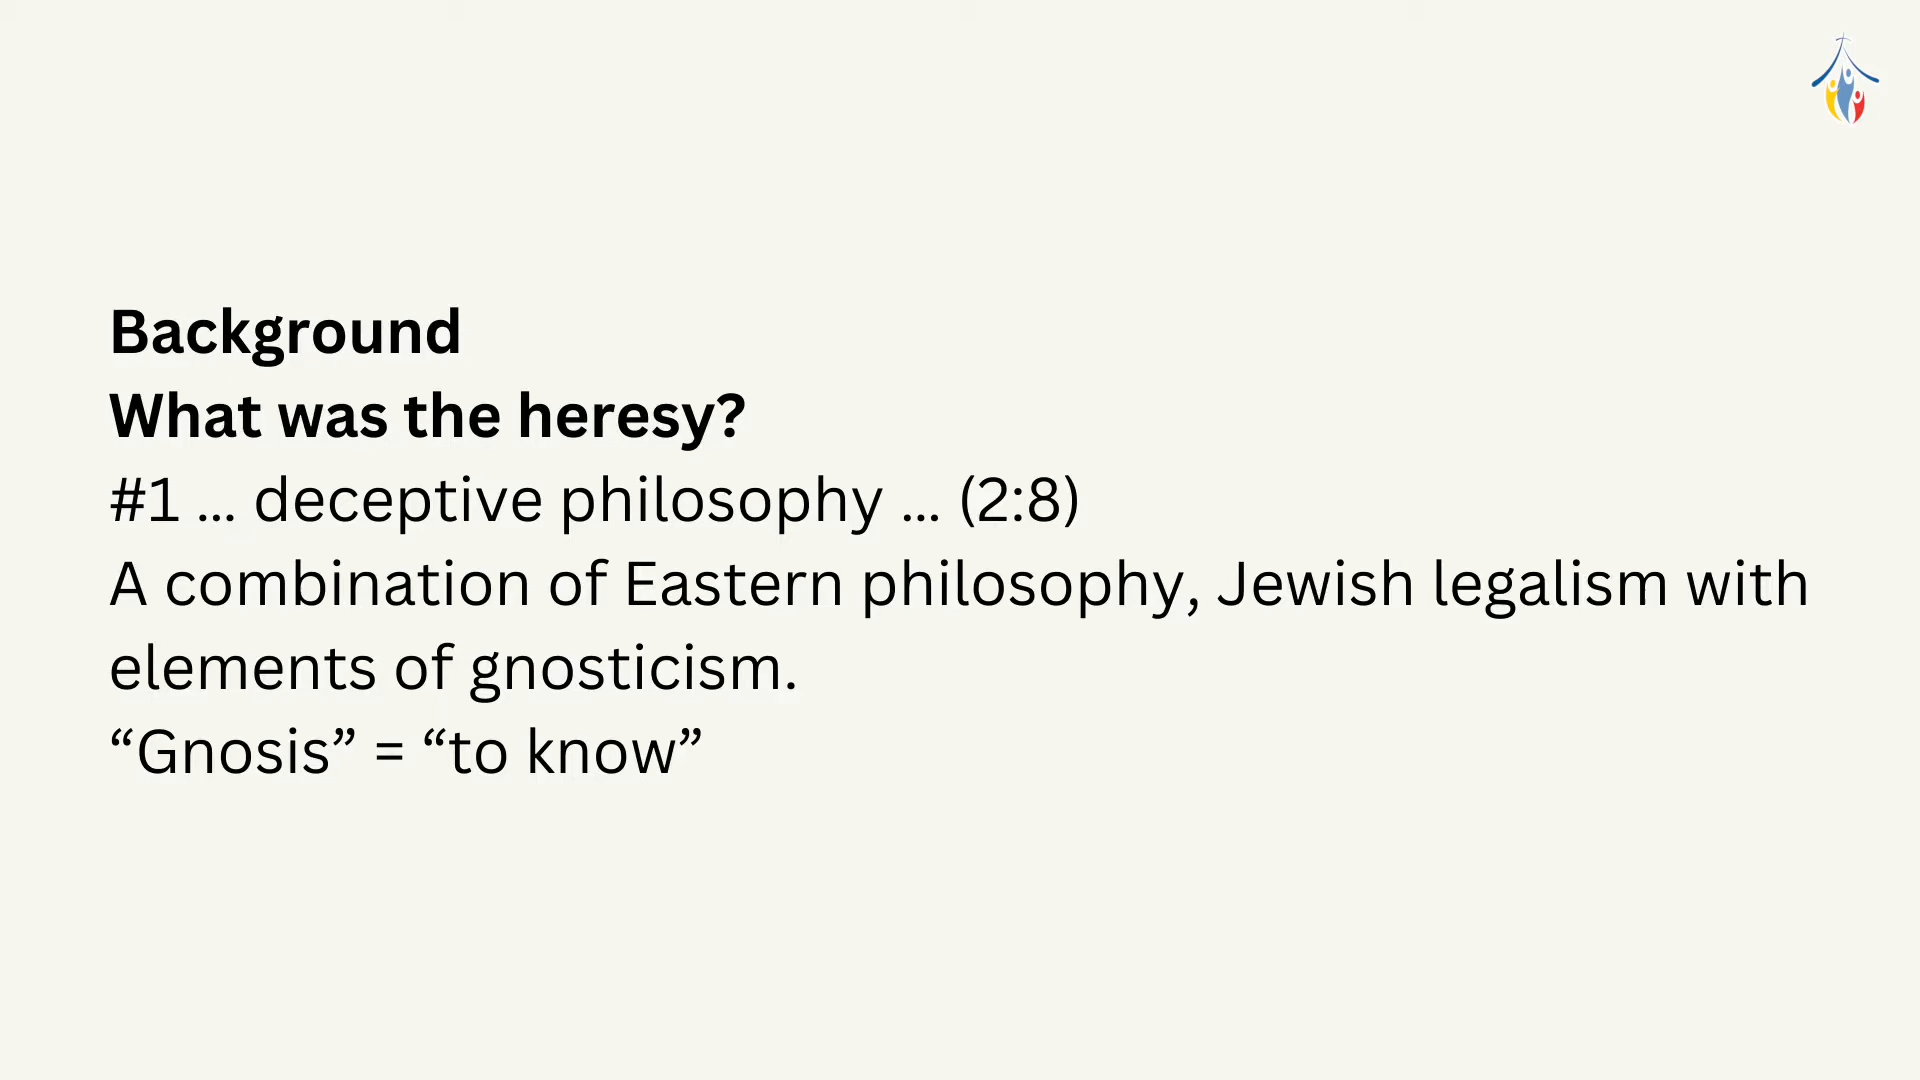 Background
What was the heresy?
#1 ... deceptive philosophy ... (2:8)
A combination of Eastern philosophy, Jewish legalism with
elements of gnosticism.
“Gnosis” = “to know”